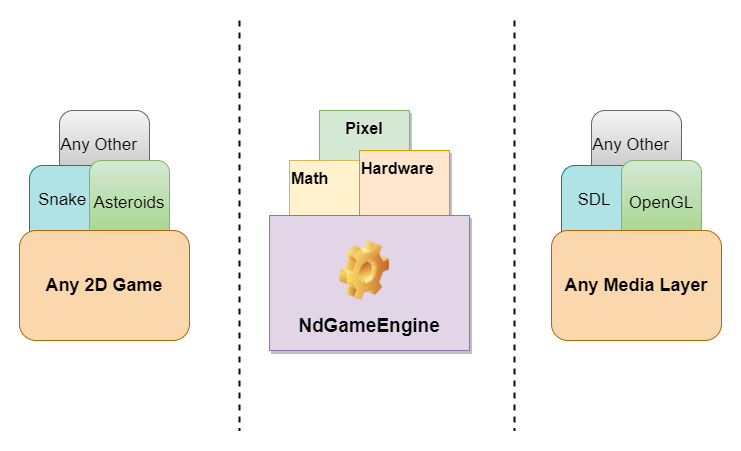 Any Other
Snake
Asteroids
Any 2D Game
Pixel
Math
Hardware
NdGameEngine
Any Other
SDL
OpenGL
Any Media Layer